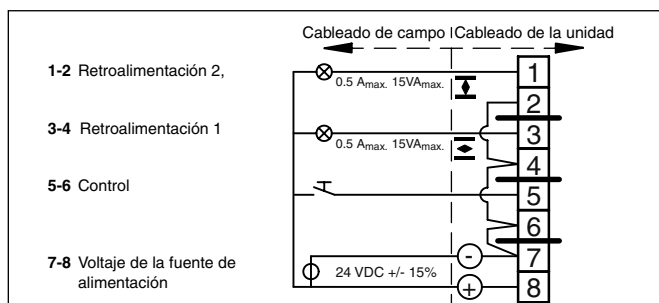 Cableado de campo Cableado de la unidad
1-2 Retroalimentación 2,
0.5 Amax. 15VAmax.
1
2
3-4 Retroalimentación 1
0.5 Amax. 15VAmax.
3
4
5-6 Control
5
6
7-8 Voltaje de la fuente de
alimentación
24 VDC +/- 15%
-
7
+
8